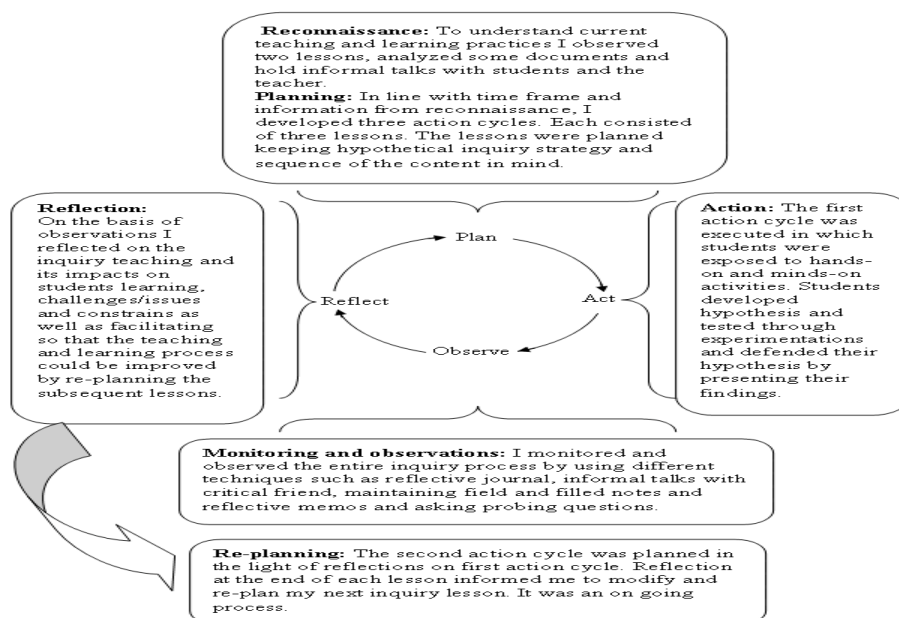 Reconnaissance: To understand current
teaching and learning practices I observed
two lessons, analyzed some documents and
hold informal talks with students and the
teacher.
Planning: In line with time frame and
information from reconnaissance, I
developed three action cycles. Each consisted
of three lessons. The lessons were planned
keeping hypothetical inquiry strategy and
sequence of the content in mind.
Reflection:
On the basis of
observations I
reflected on the
inquiry teaching and
its impacts on
students learning,
challenges/issues
and constrains as
well as facilitating
so that the teaching
and learning process
could be improved
by re-planning the
subsequent lessons.
Plan
Reflect
Act
Observe
Action: The first
action cycle was
executed in which
students were
exposed to hands-
on and minds-on
activities. Students
developed
hypothesis and
tested through
experimentations
and defended their
hypothesis by
presenting their
findings.
Monitoring and observations: I monitored and
observed the entire inquiry process by using different
techniques such as reflective journal, informal talks with
critical friend, maintaining field and filled notes and
reflective memos and asking probing questions.
Re-planning: The second action cycle was planned in
the light of reflections on first action cycle. Reflection
at the end of each lesson informed me to modify and
re-plan my next inquiry lesson. It was an on going
process.